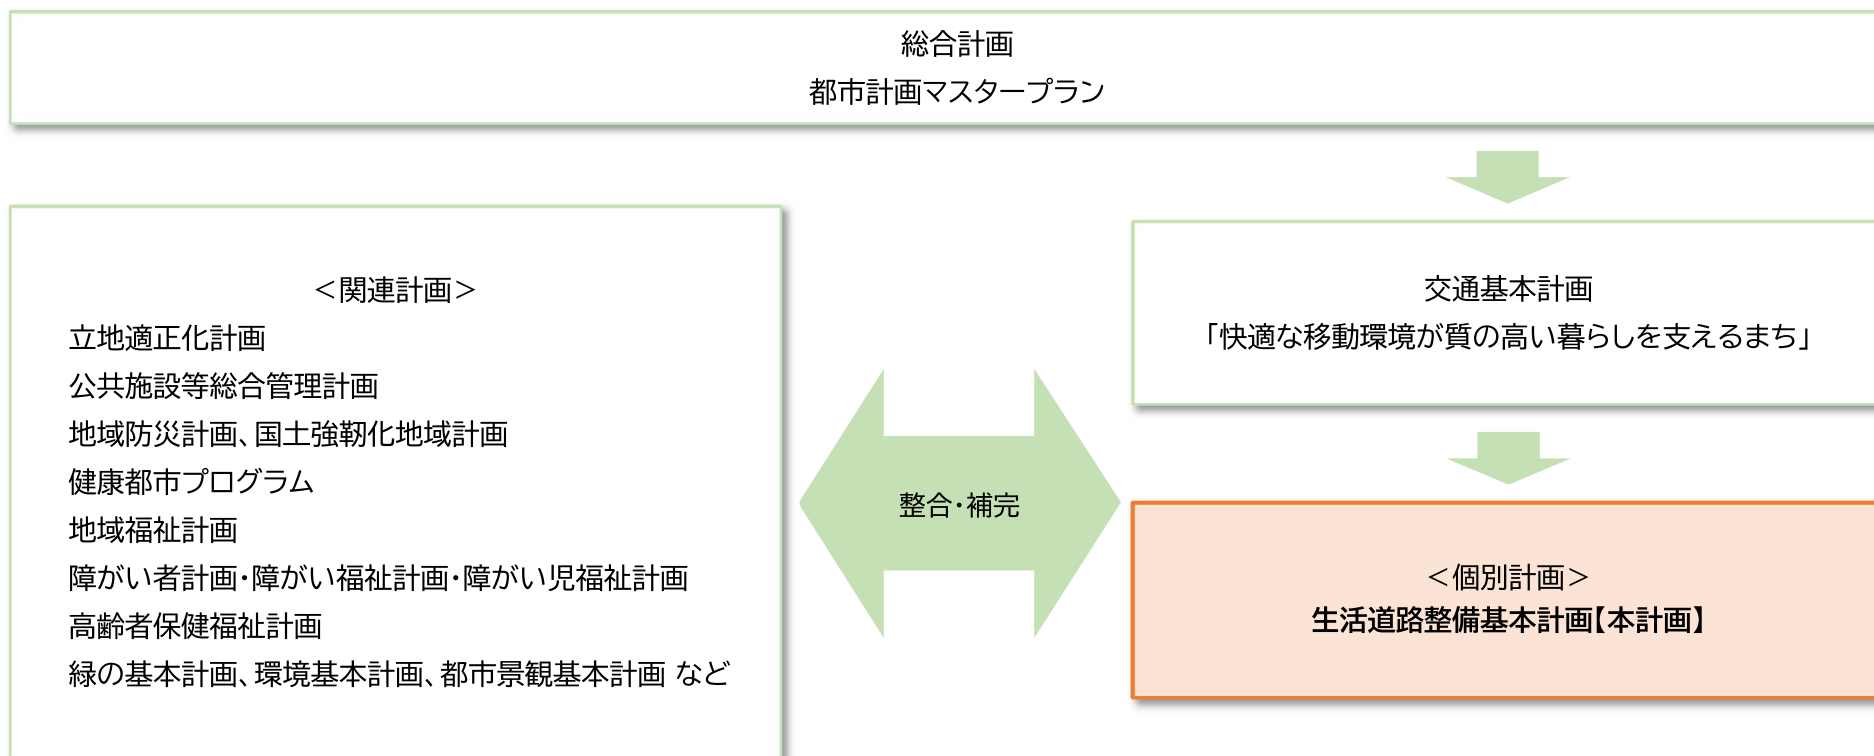 総合計画
都市計画マスタープラン
＜関連計画＞
立地適正化計画
公共施設等総合管理計画
地域防災計画、国土強靭化地域計画
健康都市プログラム
地域福祉計画
障がい者計画・障がい福祉計画・障がい児福祉計画
高齢者保健福祉計画
緑の基本計画、環境基本計画、都市景観基本計画 など
整合・補完
交通基本計画
「快適な移動環境が質の高い暮らしを支えるまち」
＜個別計画＞
生活道路整備基本計画【本計画】